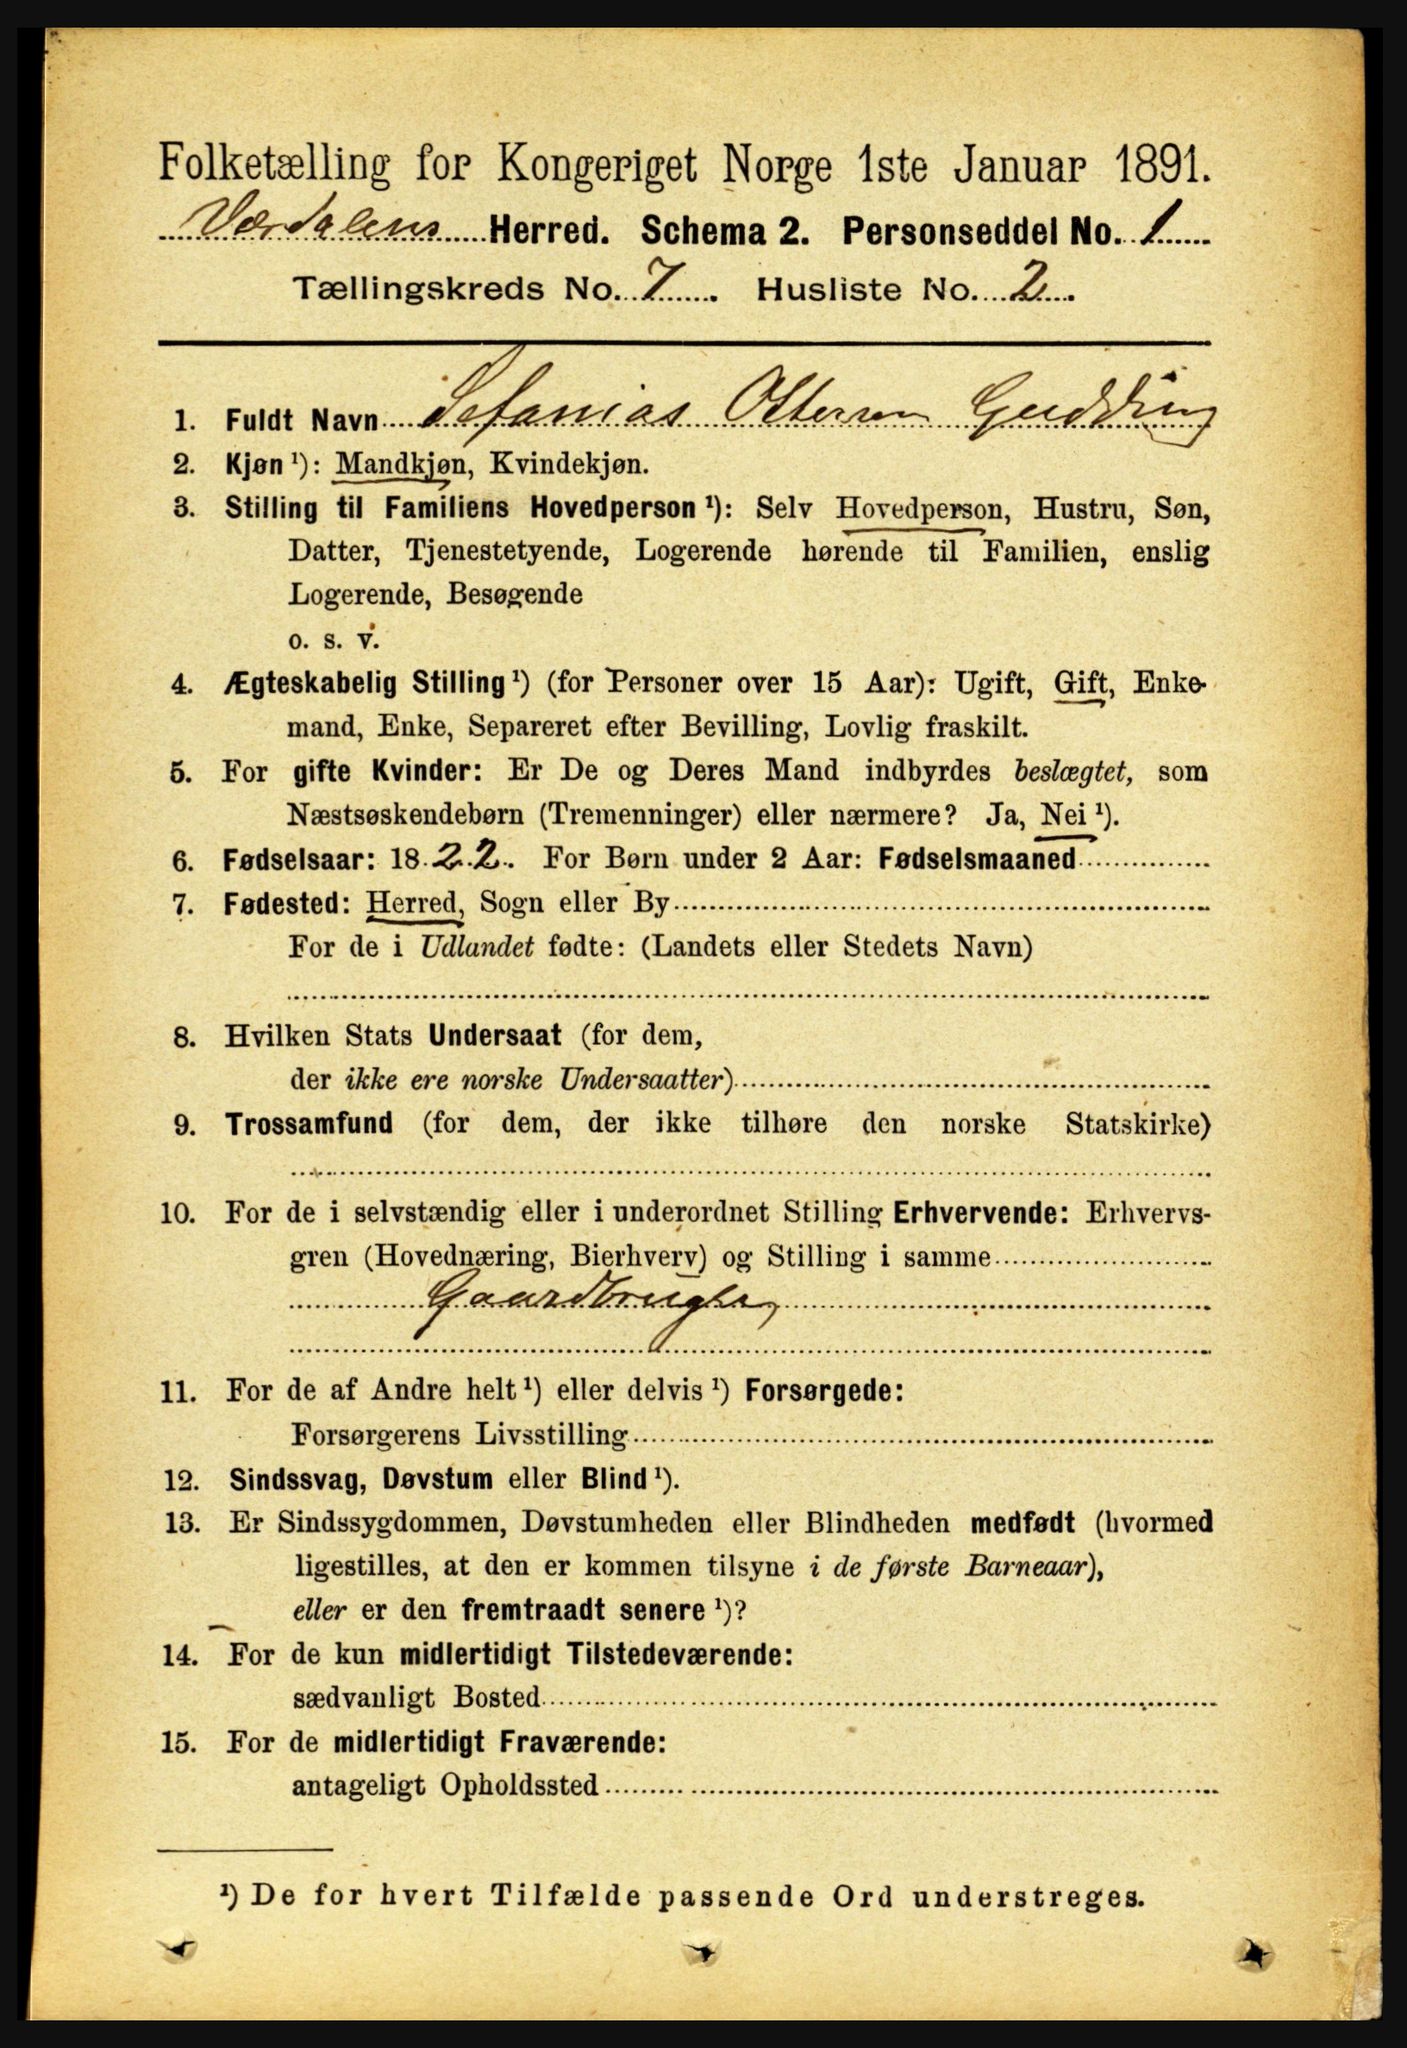 Folketælling for Kongeriget Norge 1ste Januar 1891.
Værdalens Herred. Schema 2. Personseddel No. 1
Tællingskreds No. 7. Husliste No. 2.
1. Fuldt Navn Sefanias Ottersen Gudding
2. Kjøn ¹): Mandkjøn, Kvindekjøn.
3. Stilling til Familiens Hovedperson ¹): Selv Hovedperson, Hustru, Søn,
Datter, Tjenestetyende, Logerende hørende til Familien, enslig
Logerende, Besøgende
o. s. v.
4. Ægteskabelig Stilling ¹) (for Personer over 15 Aar): Ugift, Gift, Enke-
mand, Enke, Separeret efter Bevilling, Lovlig fraskilt.
5. For gifte Kvinder: Er De og Deres Mand indbyrdes beslægtet, som
Næstsøskendebørn (Tremenninger) eller nærmere? Ja, Nei ¹).
6. Fødselsaar: 1822. For Børn under 2 Aar: Fødselsmaaned
7. Fødested: Herred, Sogn eller By
For de i Udlandet fødte: (Landets eller Stedets Navn)
8. Hvilken Stats Undersaat (for dem,
der ikke ere norske Undersaatter)
9. Trossamfund (for dem, der ikke tilhøre den norske Statskirke)
10. For de i selvstændig eller i underordnet Stilling Erhvervende: Erhvervs-
gren (Hovednæring, Bierhverv) og Stilling i samme
Gaardbruger
11. For de af Andre helt ¹) eller delvis ¹) Forsørgede:
Forsørgerens Livsstilling
12. Sindssvag, Døvstum eller Blind ¹).
13. Er Sindssygdommen, Døvstumheden eller Blindheden medfødt (hvormed
ligestilles, at den er kommen tilsyne i de første Barneaar),
eller er den fremtraadt senere ¹)?
14. For de kun midlertidigt Tilstedeværende:
sædvanligt Bosted
15. For de midlertidigt Fraværende:
antageligt Opholdssted
¹) De for hvert Tilfælde passende Ord understreges.